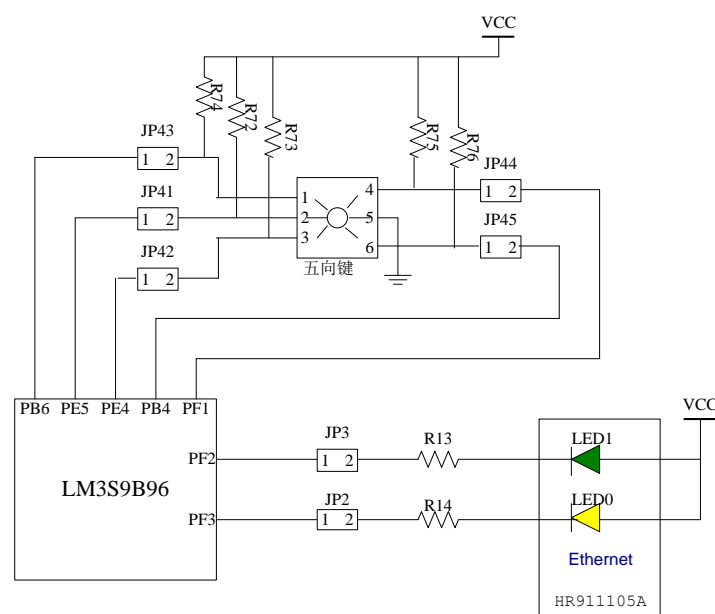 VCC
R74
R72
R73
R75
R76
JP43
1 2
JP44
1 2
JP41
1 2
JP45
1 2
JP42
1 2
1
2
3
4
5
6
五向键
PB6 PE5 PE4 PB4 PF1
LM3S9B96
PF2
PF3
JP3
1 2
R13
JP2
1 2
R14
VCC
LED1
LED0
Ethernet
HR911105A